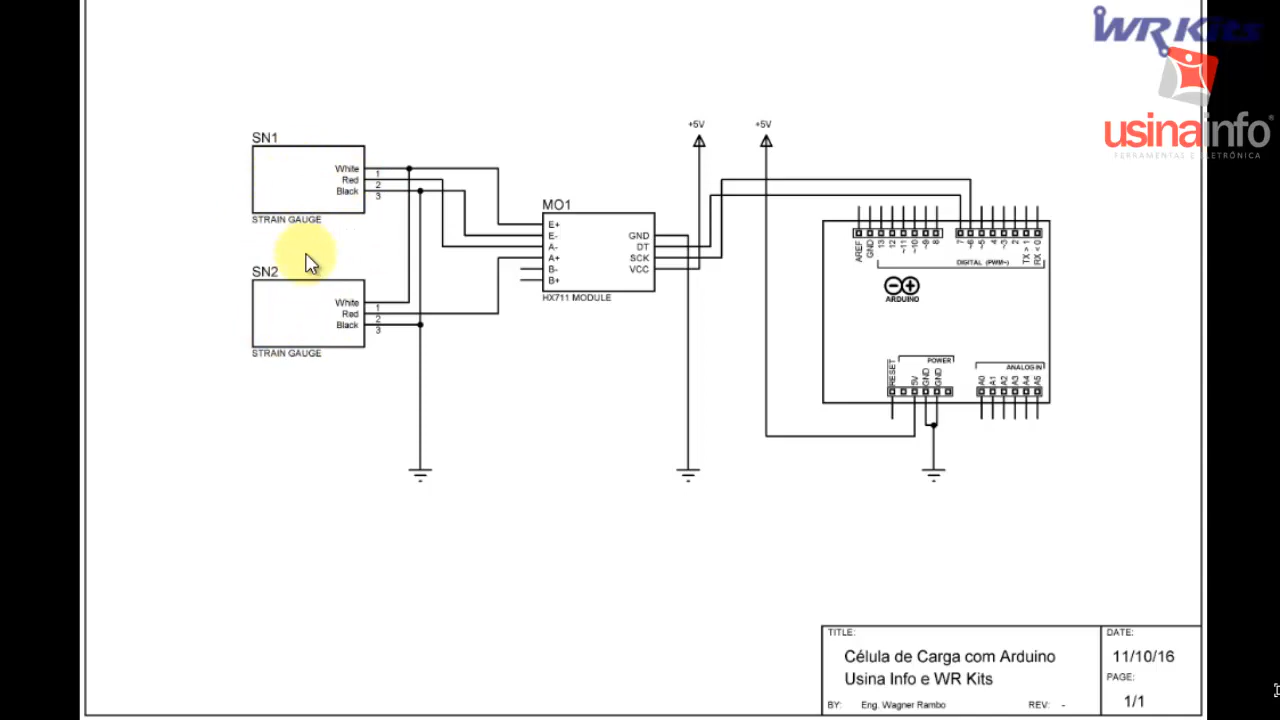 WR Kits
usinainfo
FERRAMENTAS E ELETRÔNICA
+5V
+5V
SN1
White
1
Red
2
Black
3
STRAIN GAUGE
SN2
White
1
Red
2
Black
3
STRAIN GAUGE
MO1
E+
E-
A-
A+
B-
B+
GND
DT
SCK
VCC
HX711 MODULE
AREF
GND
13
12
~11
~10
~9
8
7
~6
~5
4
~3
2
TX > 1
RX < 0
DIGITAL (PWM~)
ARDUINO
POWER
RESET
5V
GND
GND
ANALOG IN
A0
A1
A2
A3
A4
A5
TITLE:
Célula de Carga com Arduino
Usina Info e WR Kits
BY: Eng. Wagner Rambo
REV: -
DATE:
11/10/16
PAGE:
1/1